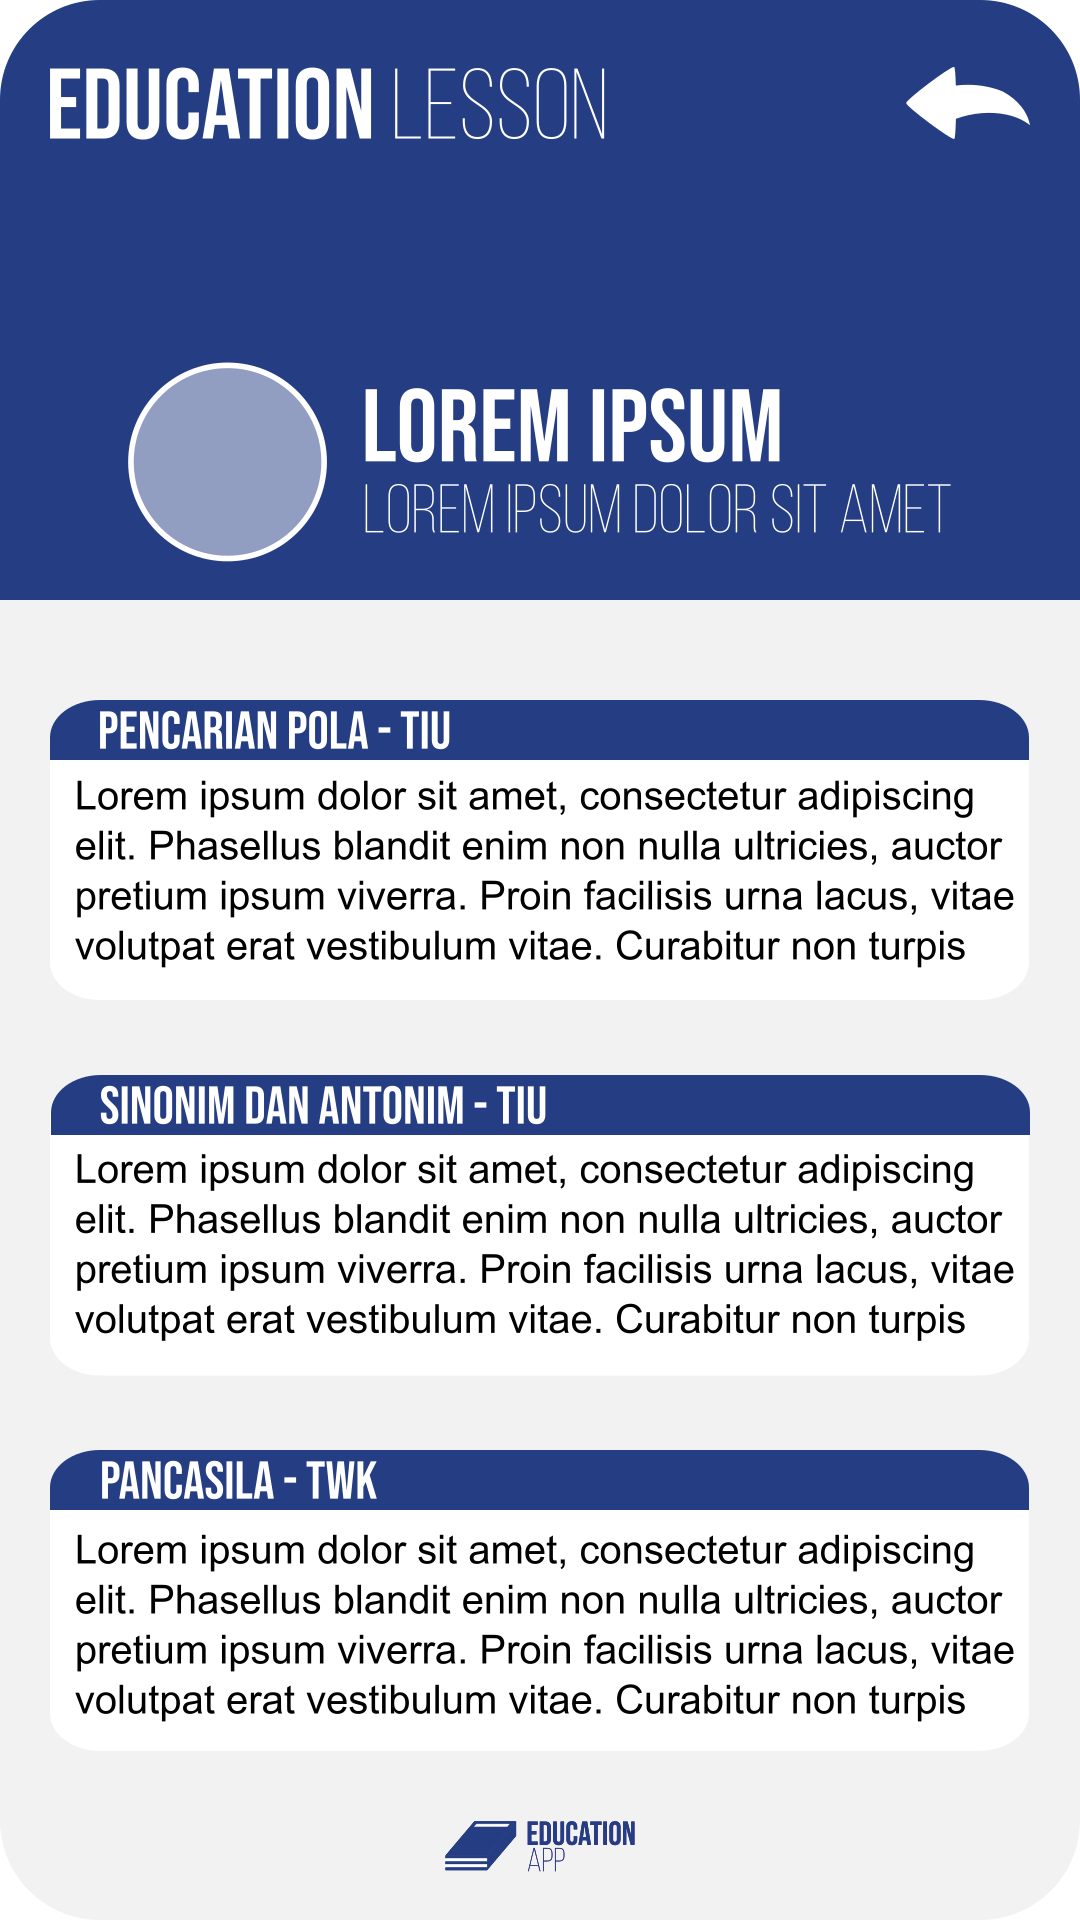 EDUCATION LESSON
LOREM IPSUM
LOREM IPSUM DOLOR SIT AMET
PENCARIAN POLA - TIU
Lorem ipsum dolor sit amet, consectetur adipiscing
elit. Phasellus blandit enim non nulla ultricies, auctor
pretium ipsum viverra. Proin facilisis urna lacus, vitae
volutpat erat vestibulum vitae. Curabitur non turpis
SINONIM DAN ANTONIM - TIU
Lorem ipsum dolor sit amet, consectetur adipiscing
elit. Phasellus blandit enim non nulla ultricies, auctor
pretium ipsum viverra. Proin facilisis urna lacus, vitae
volutpat erat vestibulum vitae. Curabitur non turpis
PANCASILA - TWK
Lorem ipsum dolor sit amet, consectetur adipiscing
elit. Phasellus blandit enim non nulla ultricies, auctor
pretium ipsum viverra. Proin facilisis urna lacus, vitae
volutpat erat vestibulum vitae. Curabitur non turpis
EDUCATION
APP